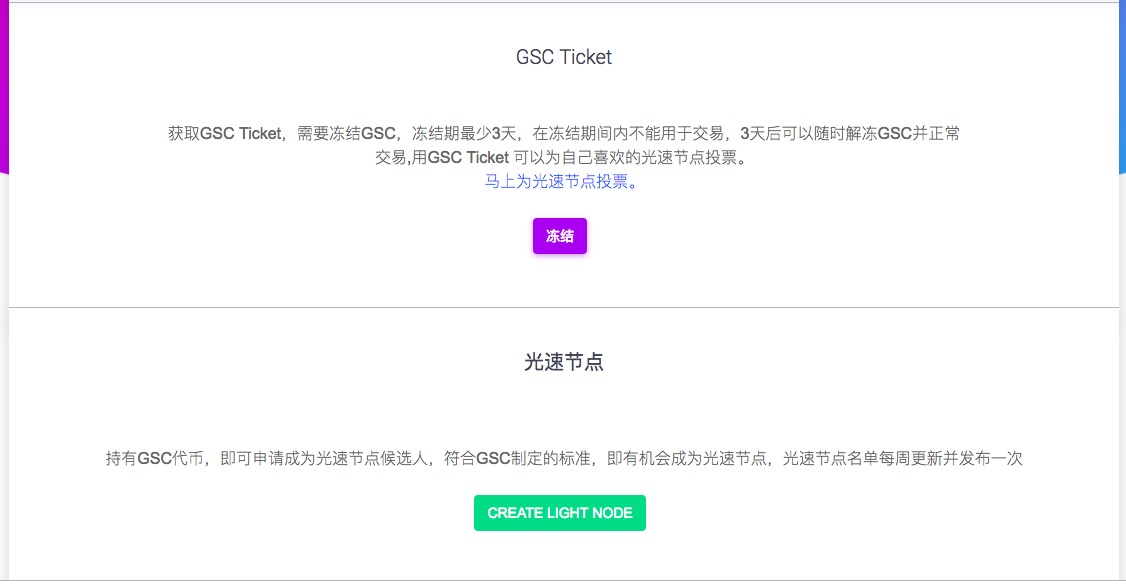 GSC Ticket
获取GSC Ticket，需要冻结GSC，冻结期最少3天，在冻结期间内不能用于交易，3天后可以随时解冻GSC并正常
交易,用GSC Ticket 可以为自己喜欢的光速节点投票。
马上为光速节点投票。
冻结
光速节点
持有GSC代币，即可申请成为光速节点候选人，符合GSC制定的标准，即有机会成为光速节点，光速节点名单每周更新并发布一次
CREATE LIGHT NODE